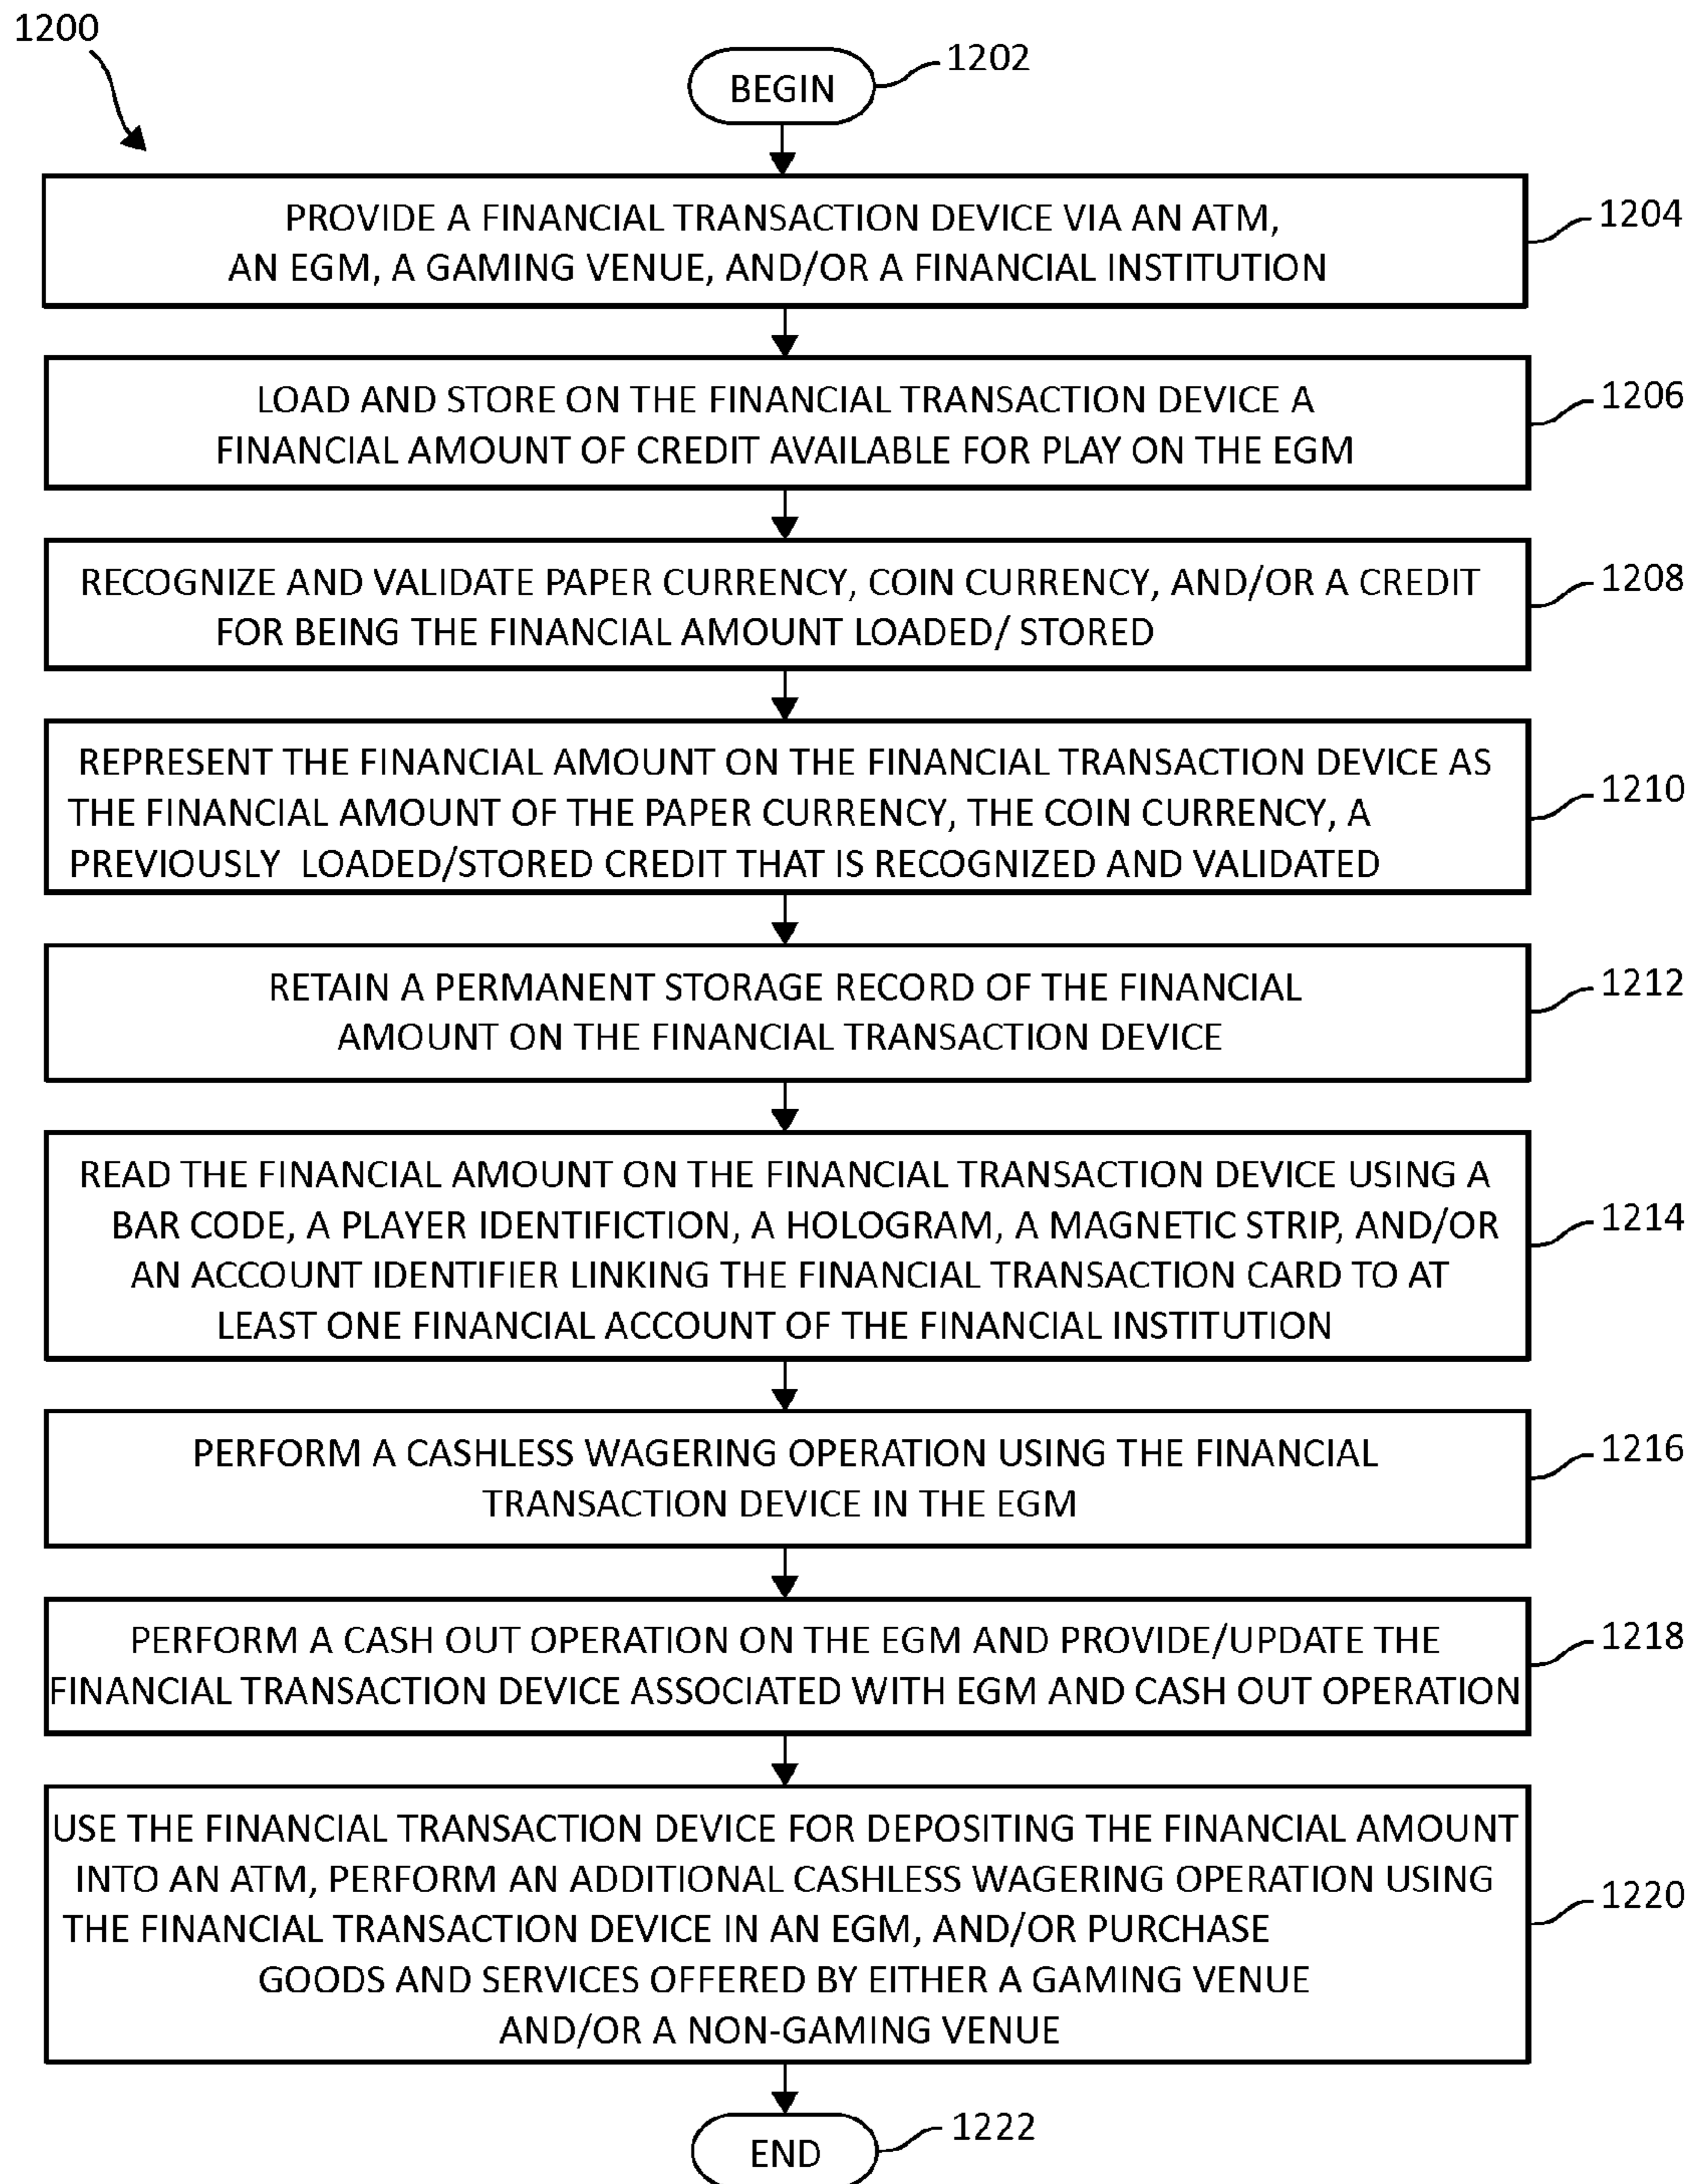 1200
BEGIN
1202
PROVIDE A FINANCIAL TRANSACTION DEVICE VIA AN ATM,
AN EGM, A GAMING VENUE, AND/OR A FINANCIAL INSTITUTION
1204
LOAD AND STORE ON THE FINANCIAL TRANSACTION DEVICE A
FINANCIAL AMOUNT OF CREDIT AVAILABLE FOR PLAY ON THE EGM
1206
RECOGNIZE AND VALIDATE PAPER CURRENCY, COIN CURRENCY, AND/OR A CREDIT
FOR BEING THE FINANCIAL AMOUNT LOADED/ STORED
1208
REPRESENT THE FINANCIAL AMOUNT ON THE FINANCIAL TRANSACTION DEVICE AS
THE FINANCIAL AMOUNT OF THE PAPER CURRENCY, THE COIN CURRENCY, A
PREVIOUSLY LOADED/STORED CREDIT THAT IS RECOGNIZED AND VALIDATED
1210
RETAIN A PERMANENT STORAGE RECORD OF THE FINANCIAL
AMOUNT ON THE FINANCIAL TRANSACTION DEVICE
1212
READ THE FINANCIAL AMOUNT ON THE FINANCIAL TRANSACTION DEVICE USING A
BAR CODE, A PLAYER IDENTIFICTION, A HOLOGRAM, A MAGNETIC STRIP, AND/OR
AN ACCOUNT IDENTIFIER LINKING THE FINANCIAL TRANSACTION CARD TO AT
LEAST ONE FINANCIAL ACCOUNT OF THE FINANCIAL INSTITUTION
1214
PERFORM A CASHLESS WAGERING OPERATION USING THE FINANCIAL
TRANSACTION DEVICE IN THE EGM
1216
PERFORM A CASH OUT OPERATION ON THE EGM AND PROVIDE/UPDATE THE
FINANCIAL TRANSACTION DEVICE ASSOCIATED WITH EGM AND CASH OUT OPERATION
1218
USE THE FINANCIAL TRANSACTION DEVICE FOR DEPOSITING THE FINANCIAL AMOUNT
INTO AN ATM, PERFORM AN ADDITIONAL CASHLESS WAGERING OPERATION USING
THE FINANCIAL TRANSACTION DEVICE IN AN EGM, AND/OR PURCHASE
GOODS AND SERVICES OFFERED BY EITHER A GAMING VENUE
AND/OR A NON-GAMING VENUE
1220
END
1222